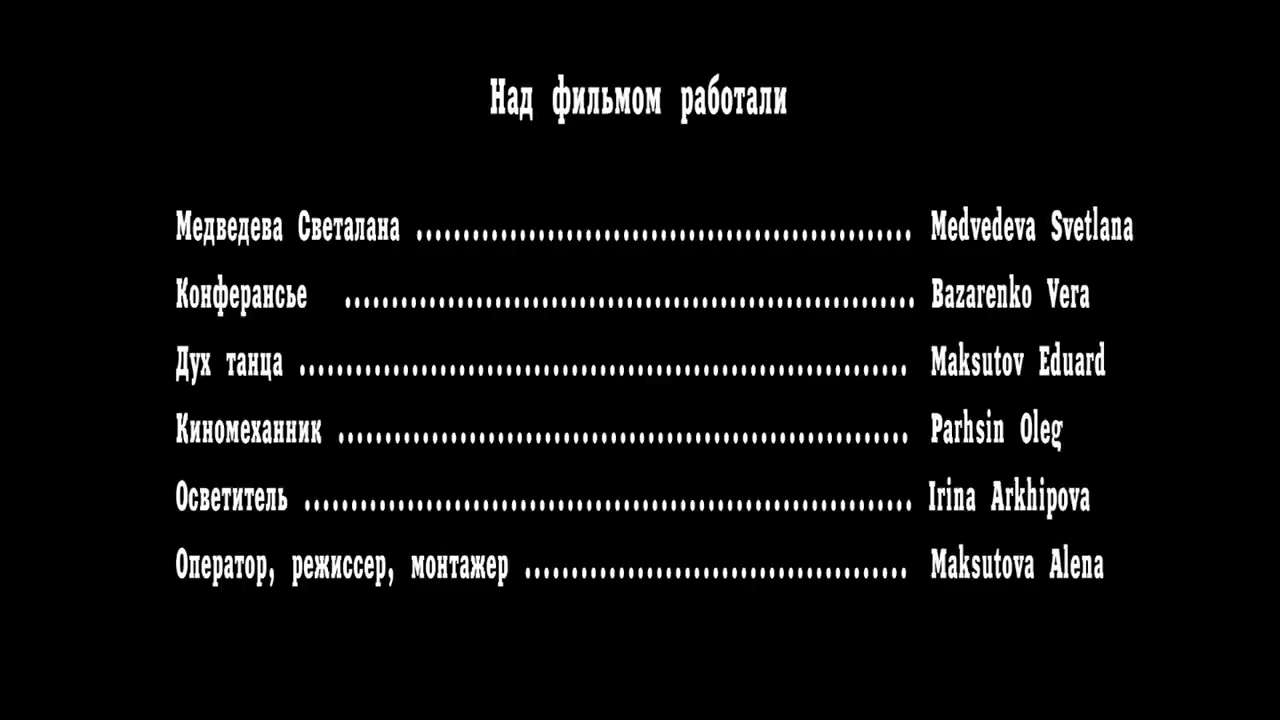 Над фильмом работали
Медведева Светалана ..................................................... Medvedeva Svetlana
Конферансье ............................................................. Bazarenko Vera
Дух танца ................................................................. Maksutov Eduard
Киномеханник ............................................................. Parhsin Oleg
Осветитель ................................................................. Irina Arkhipova
Оператор, режиссер, монтажер ......................................... Maksutova Alena